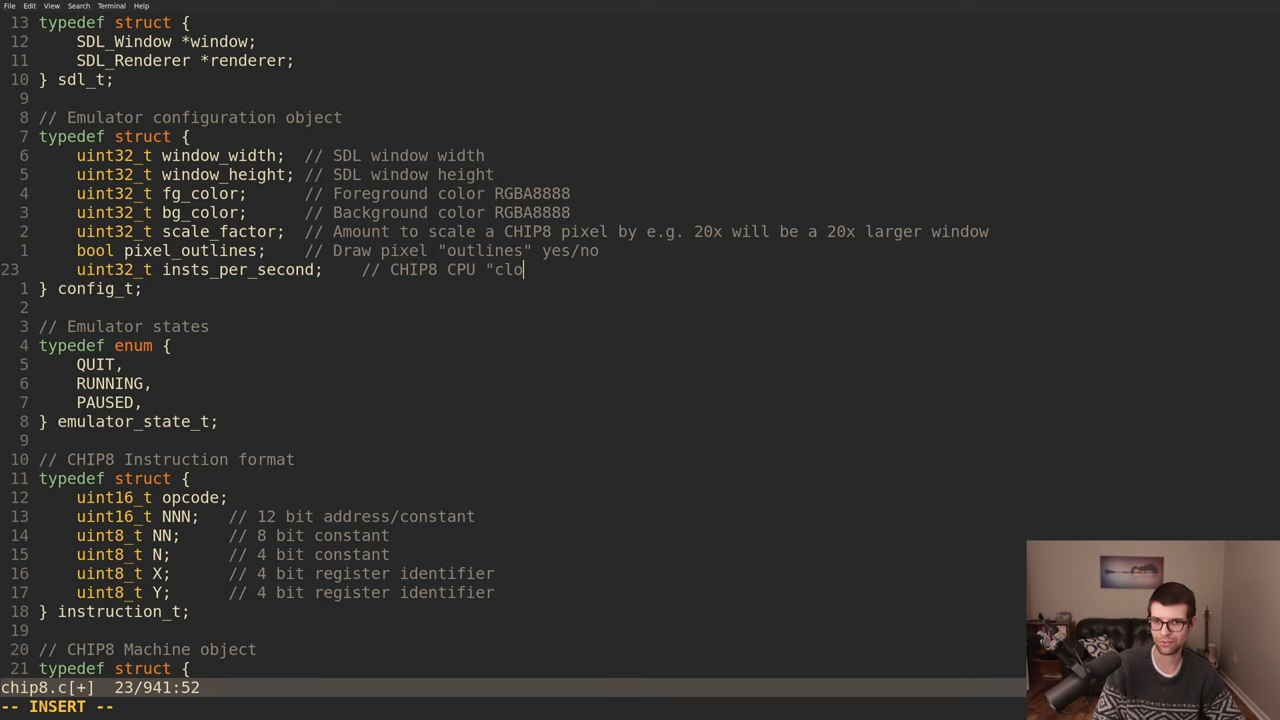 File Edit View Search Terminal Help
13 typedef struct {
12     SDL_Window *window;
11     SDL_Renderer *renderer;
10 } sdl_t;
9
8 // Emulator configuration object
7 typedef struct {
6     uint32_t window_width;  // SDL window width
5     uint32_t window_height; // SDL window height
4     uint32_t fg_color;      // Foreground color RGBA8888
3     uint32_t bg_color;      // Background color RGBA8888
2     uint32_t scale_factor;  // Amount to scale a CHIP8 pixel by e.g. 20x will be a 20x larger window
1     bool pixel_outlines;    // Draw pixel "outlines" yes/no
23     uint32_t insts_per_second;    // CHIP8 CPU "clo
1 } config_t;
2
3 // Emulator states
4 typedef enum {
5     QUIT,
6     RUNNING,
7     PAUSED,
8 } emulator_state_t;
9
10 // CHIP8 Instruction format
11 typedef struct {
12     uint16_t opcode;
13     uint16_t NNN;   // 12 bit address/constant
14     uint8_t NN;     // 8 bit constant
15     uint8_t N;      // 4 bit constant
16     uint8_t X;      // 4 bit register identifier
17     uint8_t Y;      // 4 bit register identifier
18 } instruction_t;
19
20 // CHIP8 Machine object
21 typedef struct {
chip8.c[+]  23/941:52
-- INSERT --